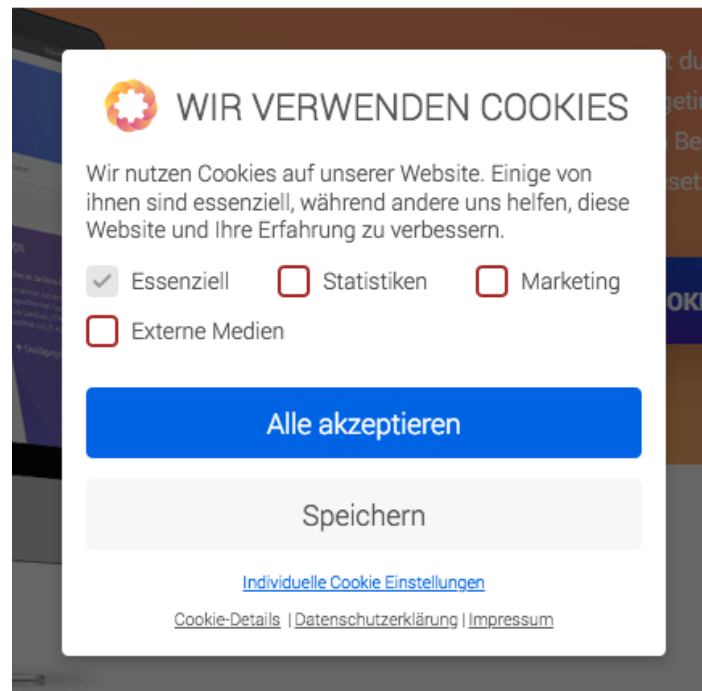 WIR VERWENDEN COOKIES
Wir nutzen Cookies auf unserer Website. Einige von
ihnen sind essenziell, während andere uns helfen, diese
Website und Ihre Erfahrung zu verbessern.
Essenziell Statistiken Marketing
Externe Medien
Alle akzeptieren
Speichern
Individuelle Cookie Einstellungen
Cookie-Details | Datenschutzerklärung | Impressum